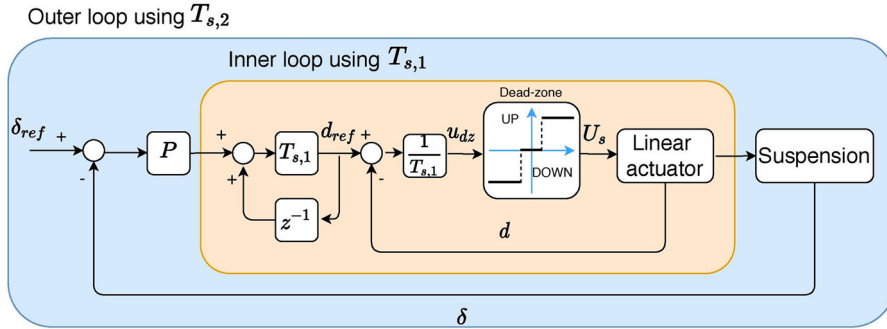 Outer loop using T_{s,2}
Inner loop using T_{s,1}
Dead-zone
δ_{ref} + -
P
+ +
T_{s,1}
d_{ref} + -
1/T_{s,1}
u_{dz}
UP
DOWN
U_s
Linear
actuator
Suspension
z^{-1}
d
δ